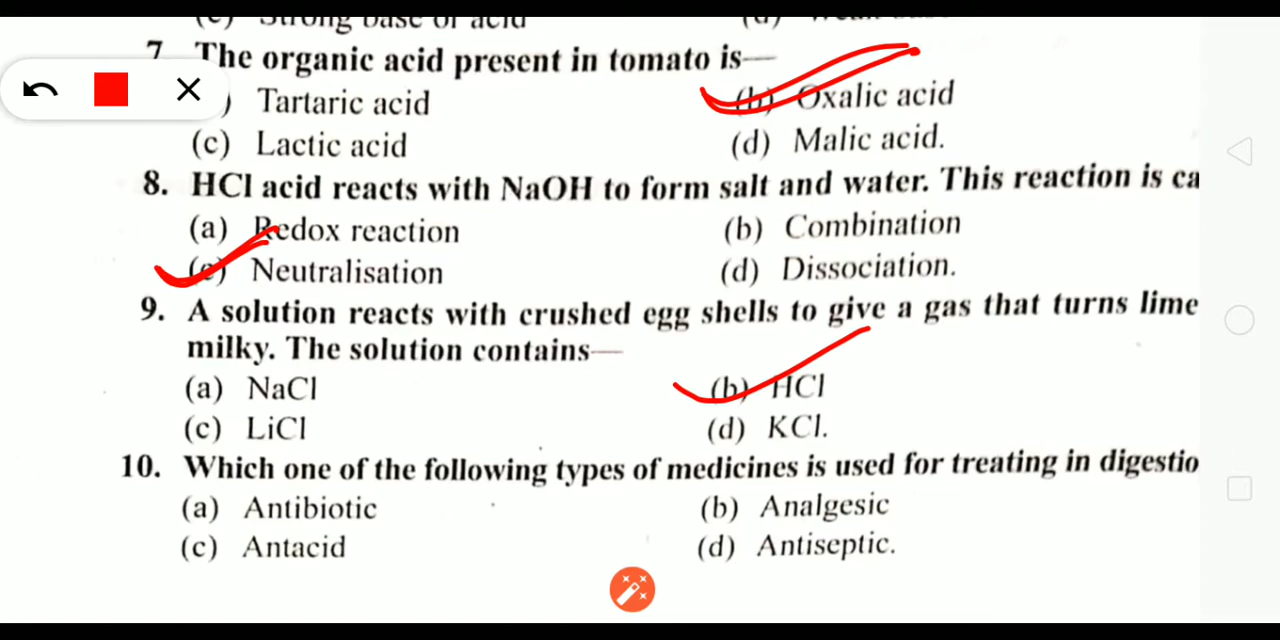 7. The organic acid present in tomato is—
) Tartaric acid (b) Oxalic acid
(c) Lactic acid (d) Malic acid.
8. HCl acid reacts with NaOH to form salt and water. This reaction is ca
(a) Redox reaction (b) Combination
(c) Neutralisation (d) Dissociation.
9. A solution reacts with crushed egg shells to give a gas that turns lime
milky. The solution contains—
(a) NaCl (b) HCl
(c) LiCl (d) KCl.
10. Which one of the following types of medicines is used for treating in digestio
(a) Antibiotic (b) Analgesic
(c) Antacid (d) Antiseptic.